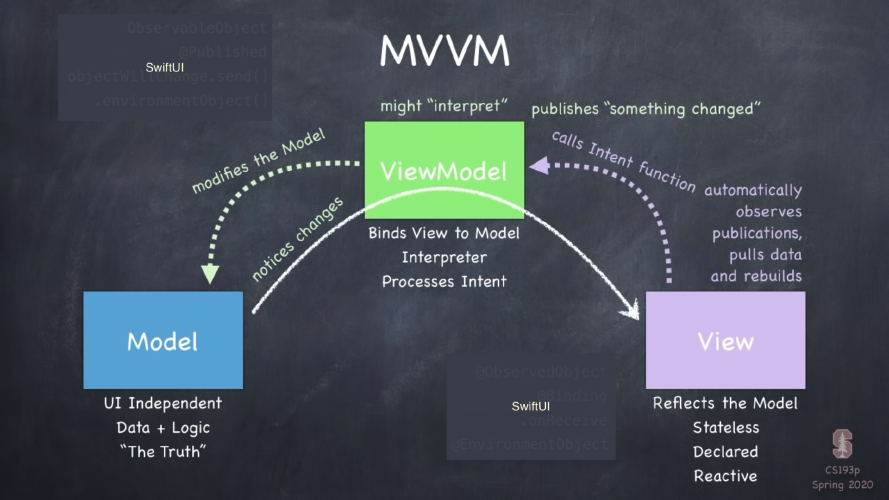 ObservableObject
@Published
SwiftUI
objectWillChange.send()
.environmentObject()
MVVM
might “interpret”
publishes “something changed”
modifies the Model
calls Intent function
ViewModel
notices changes
automatically
observes
publications,
pulls data
and rebuilds
Binds View to Model
Interpreter
Processes Intent
Model
View
UI Independent
Data + Logic
“The Truth”
@ObservedObject
@Binding
SwiftUI
.onReceive
@EnvironmentObject
Reflects the Model
Stateless
Declared
Reactive
S
CS193p
Spring 2020